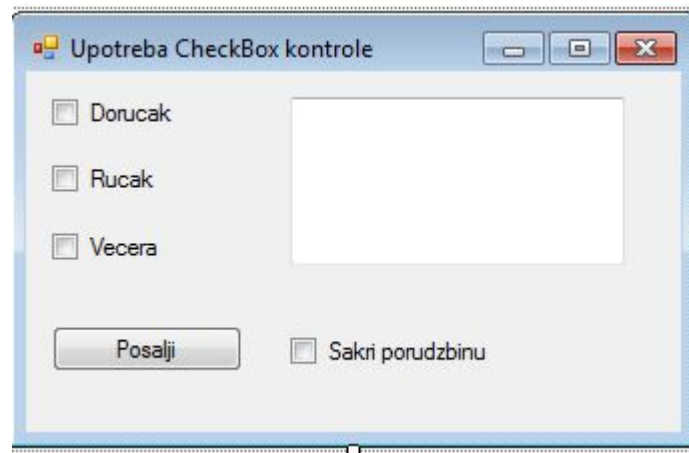 Upotreba CheckBox kontrole
Dorucak
Rucak
Vecera
Posalji
Sakri porudzbinu